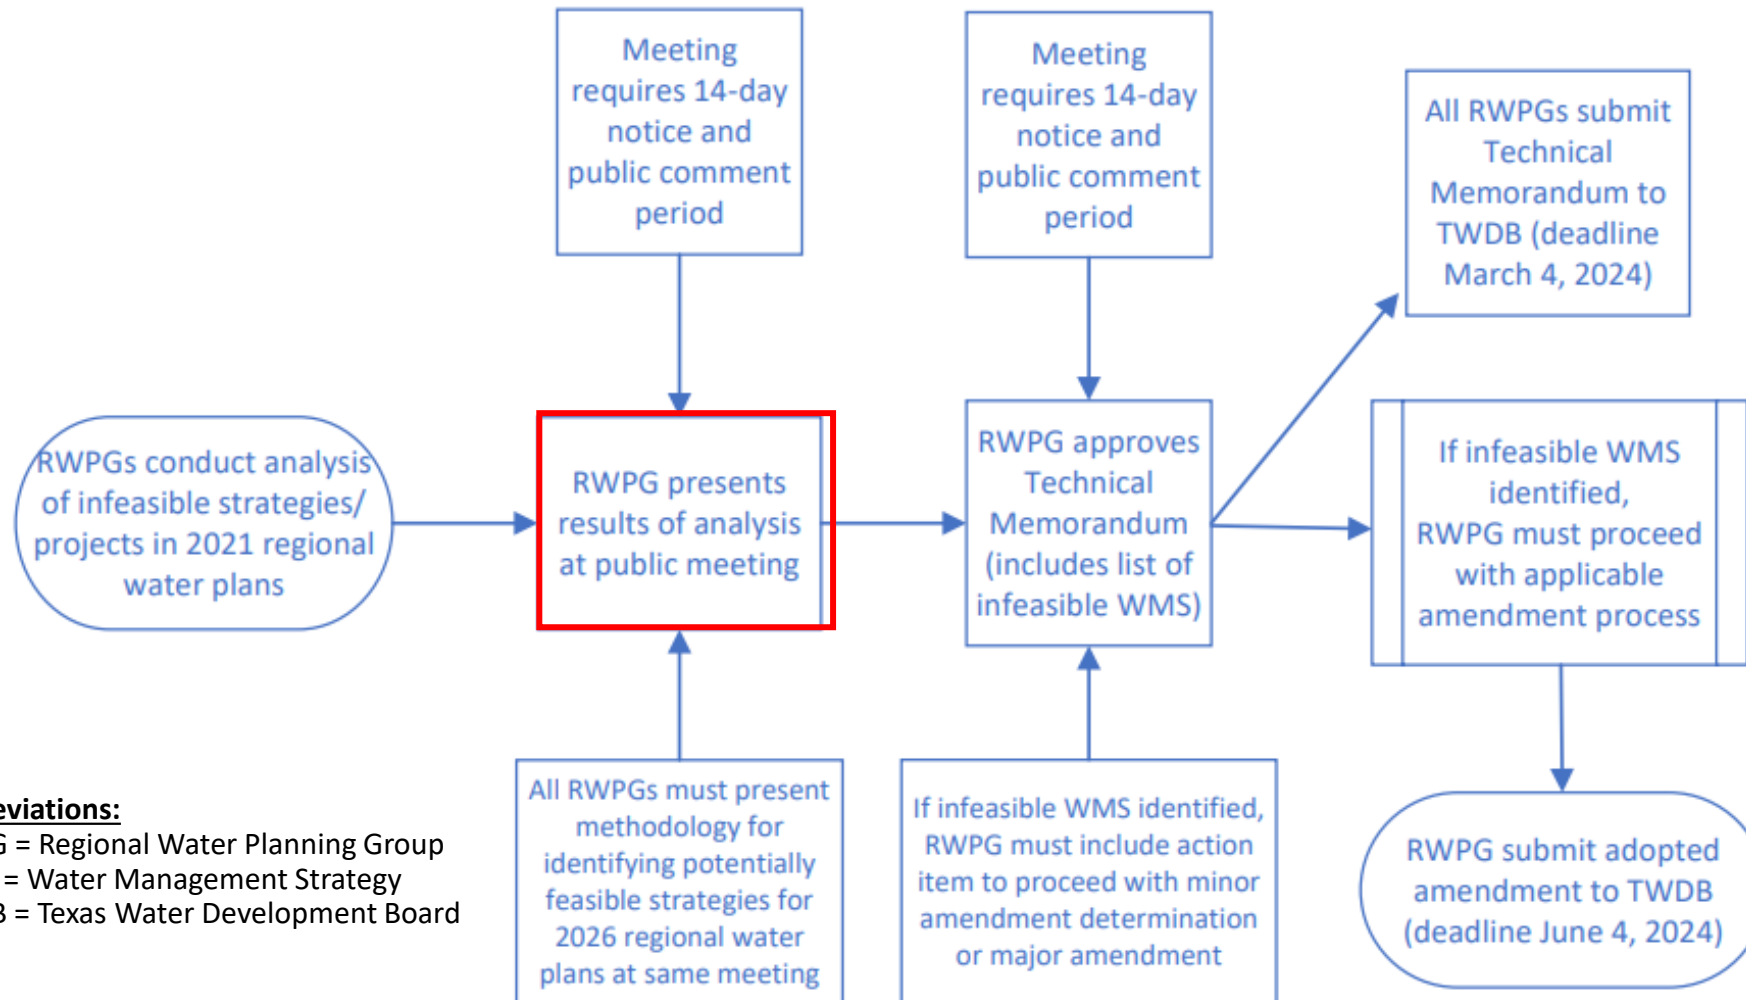 Meeting
requires 14-day
notice and
public comment
period
Meeting
requires 14-day
notice and
public comment
period
All RWPGs submit
Technical
Memorandum to
TWDB (deadline
March 4, 2024)
RWPGs conduct analysis
of infeasible strategies/
projects in 2021 regional
water plans
RWPG presents
results of analysis
at public meeting
RWPG approves
Technical
Memorandum
(includes list of
infeasible WMS)
If infeasible WMS
identified,
RWPG must proceed
with applicable
amendment process
All RWPGs must present
methodology for
identifying potentially
feasible strategies for
2026 regional water
plans at same meeting
If infeasible WMS identified,
RWPG must include action
item to proceed with minor
amendment determination
or major amendment
RWPG submit adopted
amendment to TWDB
(deadline June 4, 2024)
eviations:
G = Regional Water Planning Group
= Water Management Strategy
B = Texas Water Development Board